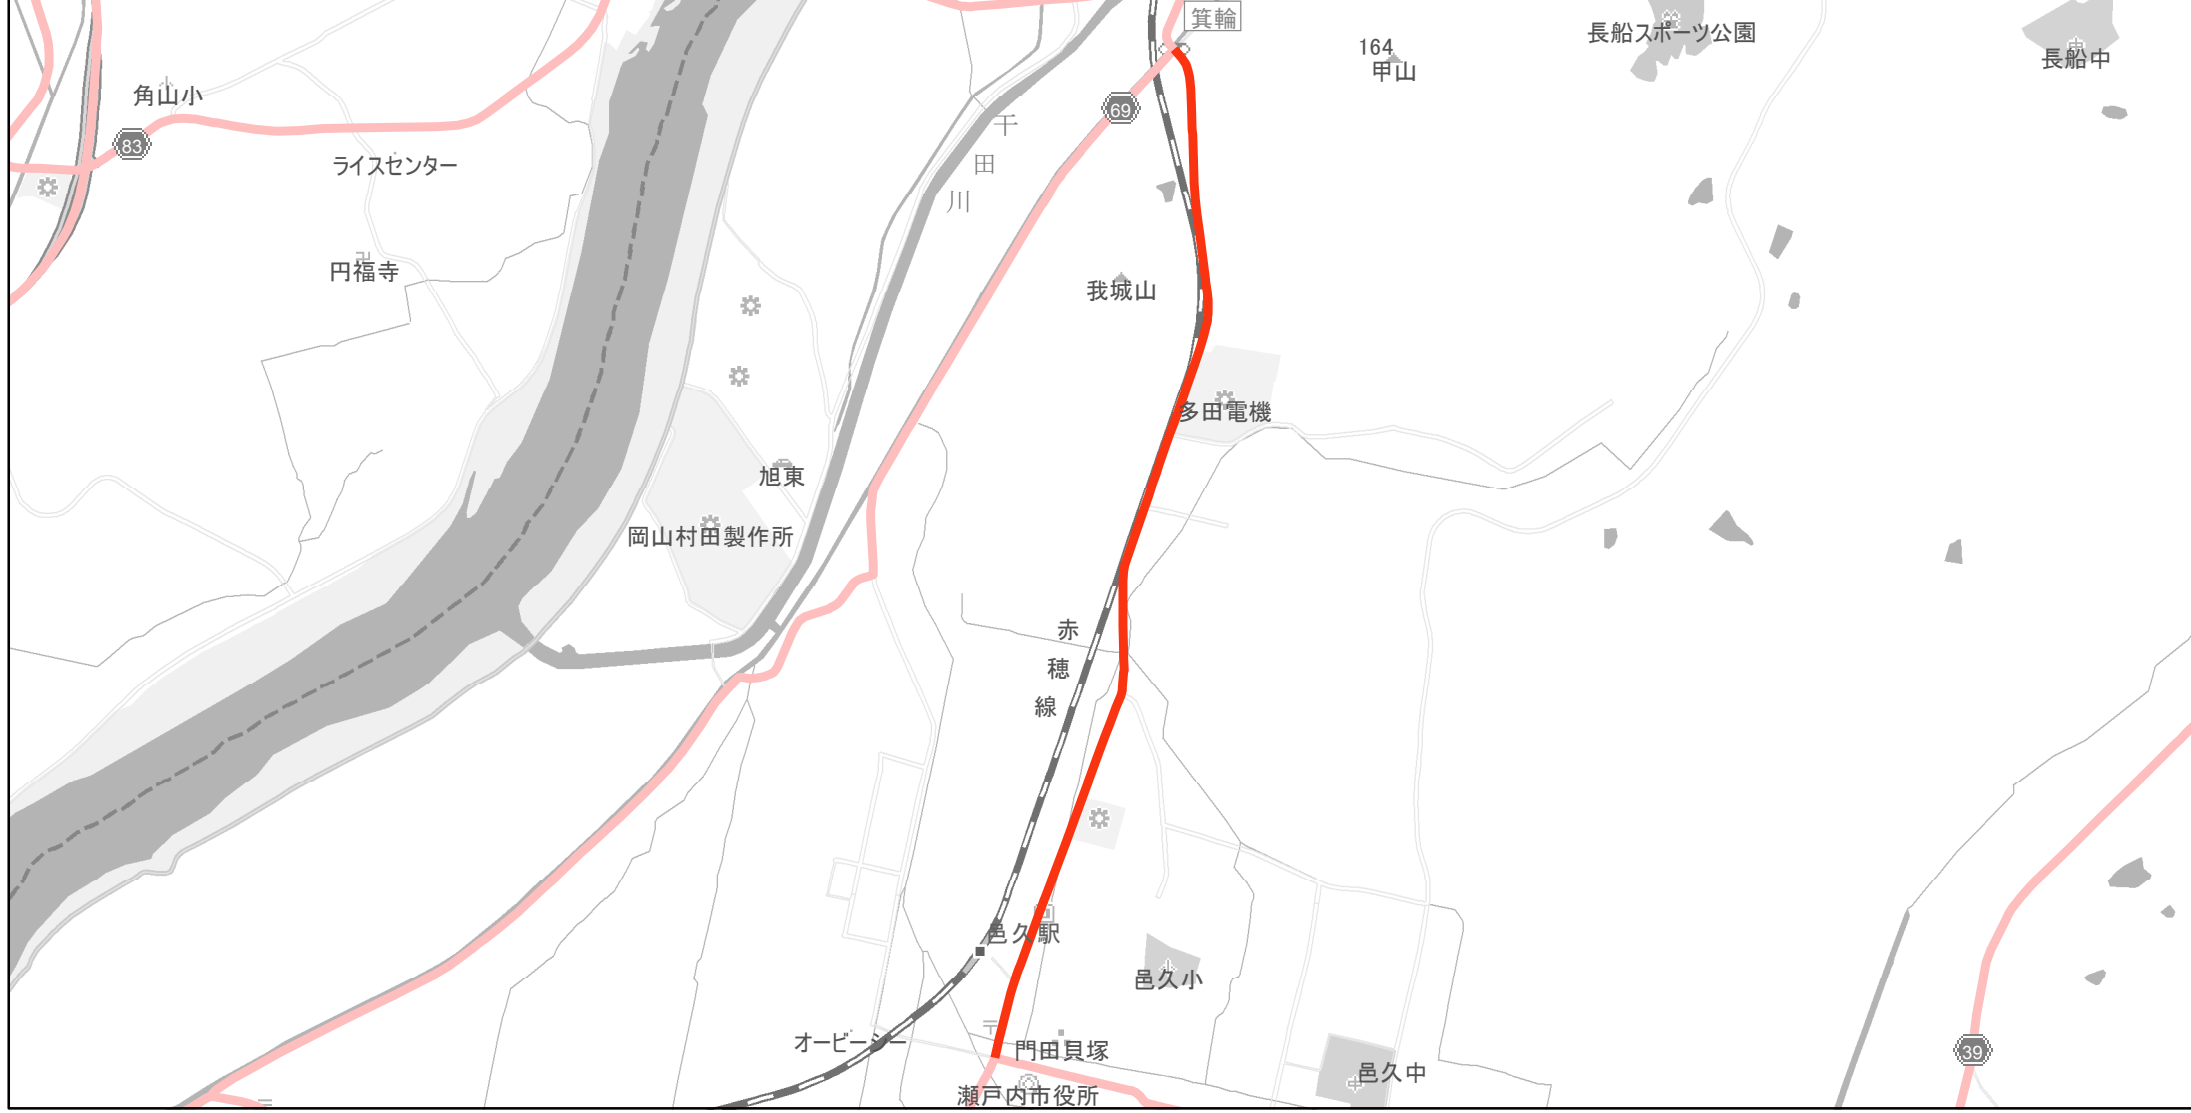 箕輪
長船スポーツ公園
164
甲山
長船中
角山小
69
干田川
83
ライスセンター
円福寺
我城山
多田電機
旭東
岡山村田製作所
赤穂線
邑久駅
邑久小
オービーシー
門田貝塚
39
邑久中
瀬戸内市役所